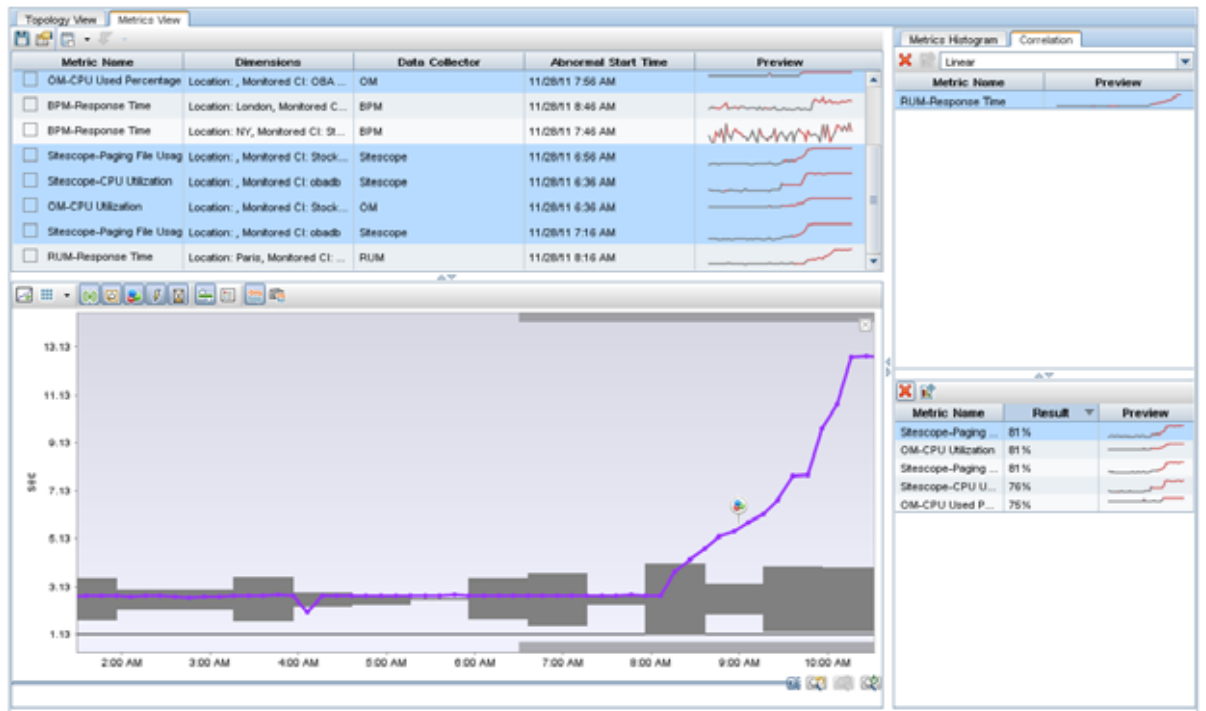 Topology View Metrics View
Metric Name Dimensions Data Collector Abnormal Start Time Preview
OM-CPU Used Percentage Location: , Monitored CI: OBA ... OM 11/28/11 7:56 AM
BPM-Response Time Location: London, Monitored C... BPM 11/28/11 8:46 AM
BPM-Response Time Location: NY, Monitored CI: St... BPM 11/28/11 7:46 AM
Sitescope-Paging File Usag Location: , Monitored CI: Stock... Sitescope 11/28/11 6:56 AM
Sitescope-CPU Utilization Location: , Monitored CI: obadb Sitescope 11/28/11 6:36 AM
OM-CPU Utilization Location: , Monitored CI: Stock... OM 11/28/11 6:36 AM
Sitescope-Paging File Usag Location: , Monitored CI: obadb Sitescope 11/28/11 7:16 AM
RUM-Response Time Location: Paris, Monitored CI: ... RUM 11/28/11 8:16 AM
13.13
11.13
9.13
7.13
5.13
3.13
1.13
sec
2:00 AM 3:00 AM 4:00 AM 5:00 AM 6:00 AM 7:00 AM 8:00 AM 9:00 AM 10:00 AM
Metrics Histogram Correlation
Linear
Metric Name Preview
RUM-Response Time
Metric Name Result Preview
Sitescope-Paging ... 81%
OM-CPU Utilization 81%
Sitescope-Paging ... 81%
Sitescope-CPU U... 76%
OM-CPU Used P... 75%